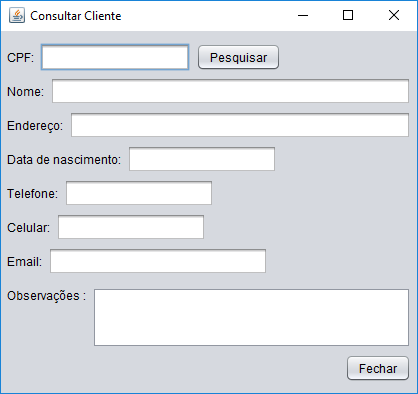 Consultar Cliente
CPF: Pesquisar
Nome:
Endereço:
Data de nascimento:
Telefone:
Celular:
Email:
Observações :
Fechar